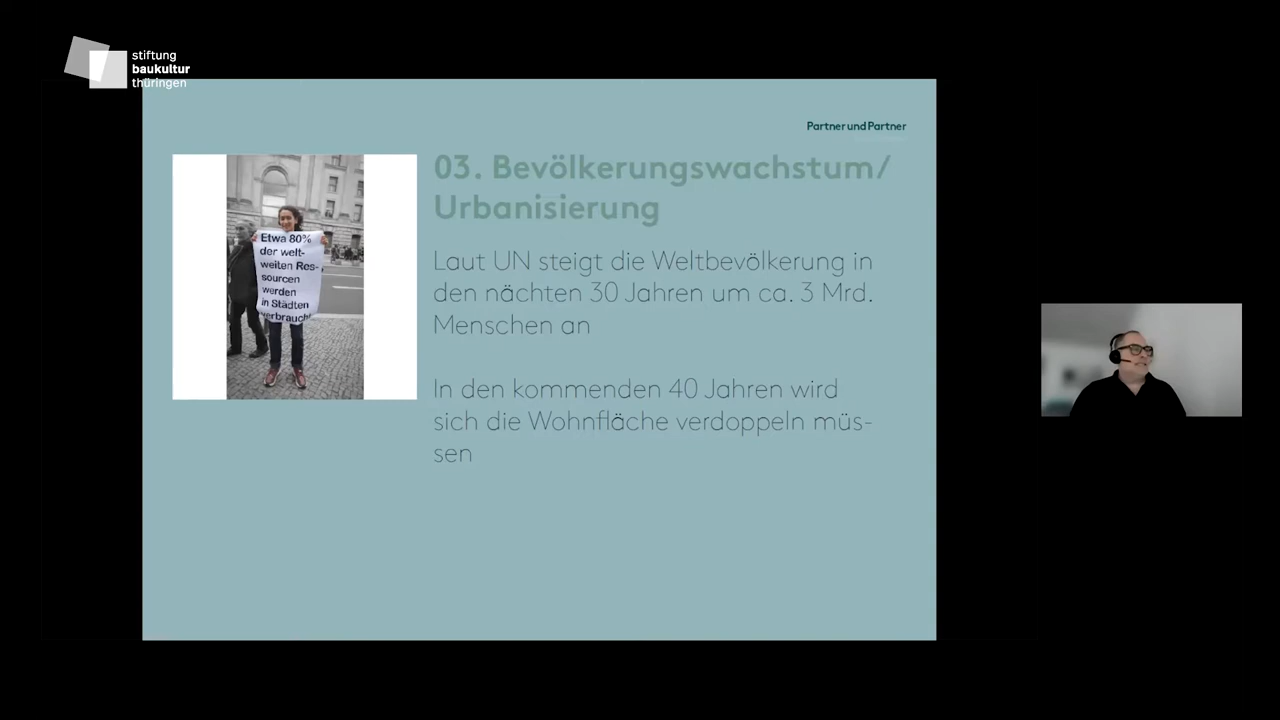 stiftung
baukultur
thüringen
Partner und Partner
03. Bevölkerungswachstum/
Urbanisierung
Etwa 80%
der welt-
weiten Res-
sourcen
werden
in Städten
verbraucht
Laut UN steigt die Weltbevölkerung in
den nächten 30 Jahren um ca. 3 Mrd.
Menschen an
In den kommenden 40 Jahren wird
sich die Wohnfläche verdoppeln müs-
sen